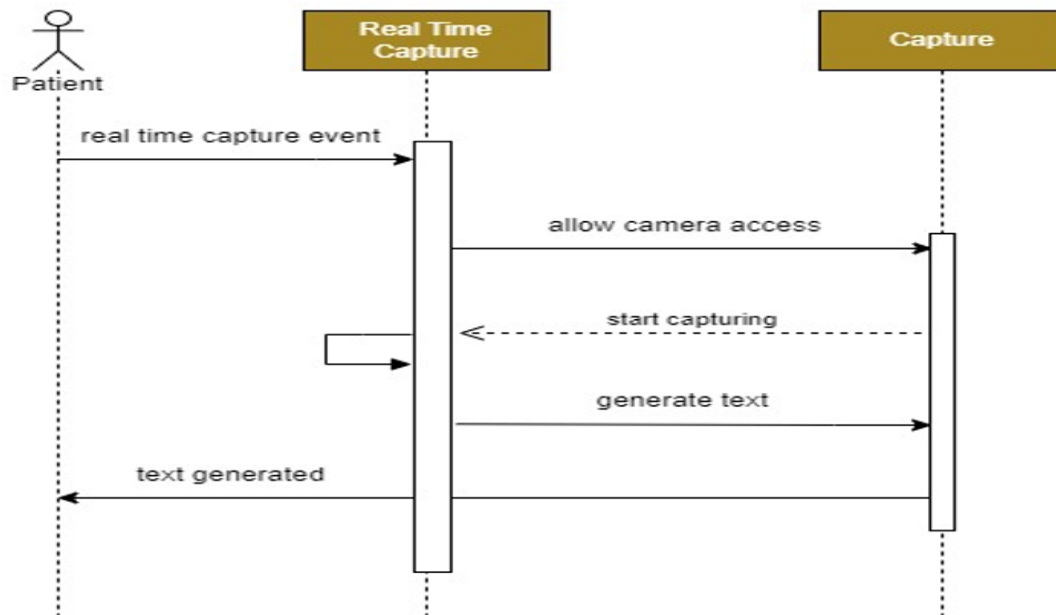 Real Time
Capture
Capture
Patient
real time capture event
allow camera access
start capturing
generate text
text generated